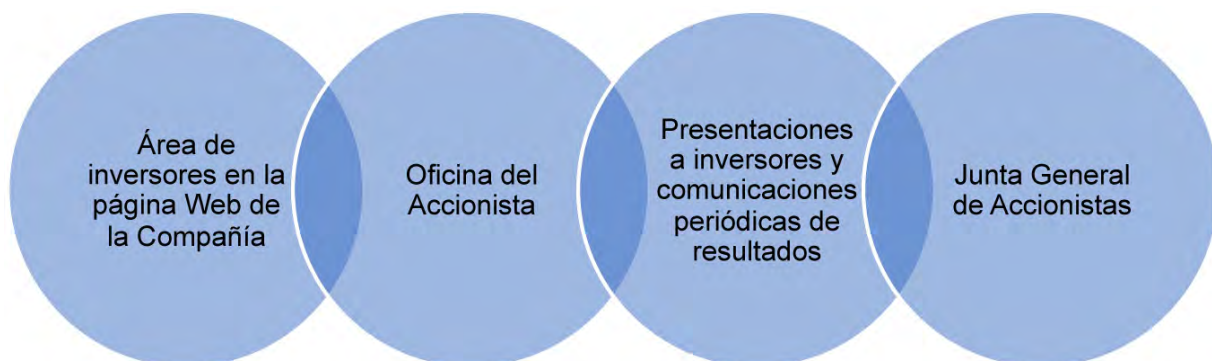 Área de
inversores en la
página Web de
la Compañía
Oficina del
Accionista
Presentaciones
a inversores y
comunicaciones
periódicas de
resultados
Junta General
de Accionistas